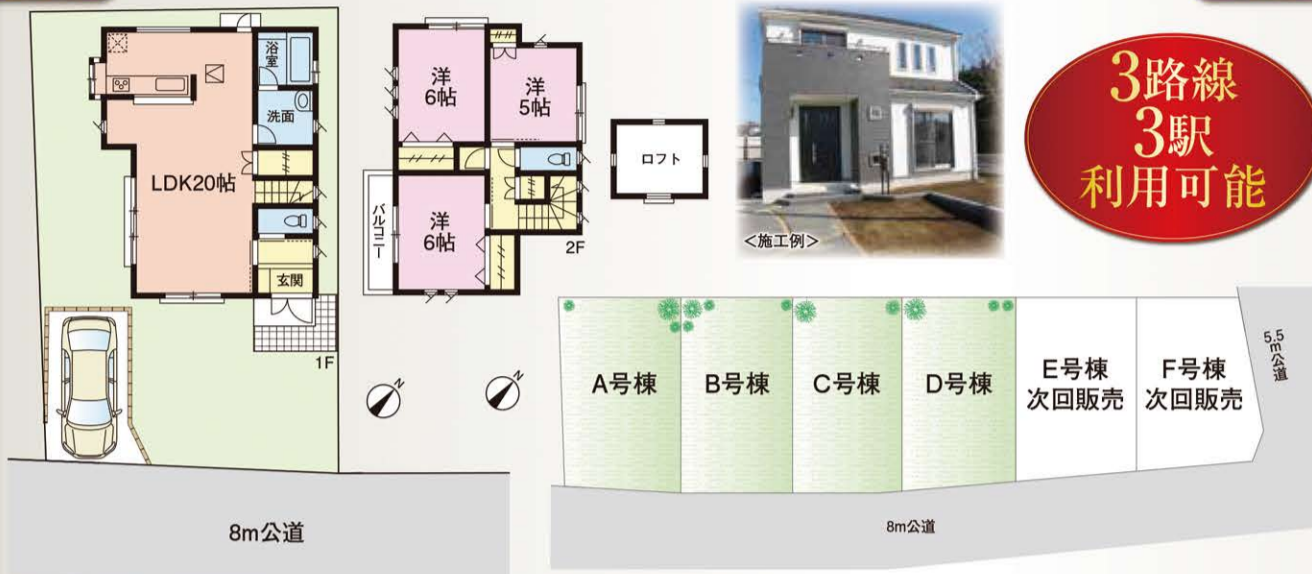 浴室
洗面
LDK20帖
玄関
1F
8m公道
洋
6帖
洋
5帖
洋
6帖
バルコニー
2F
ロフト
N
N
<施工例>
3路線
3駅
利用可能
A号棟
B号棟
C号棟
D号棟
E号棟
次回販売
F号棟
次回販売
5.5m公道
8m公道